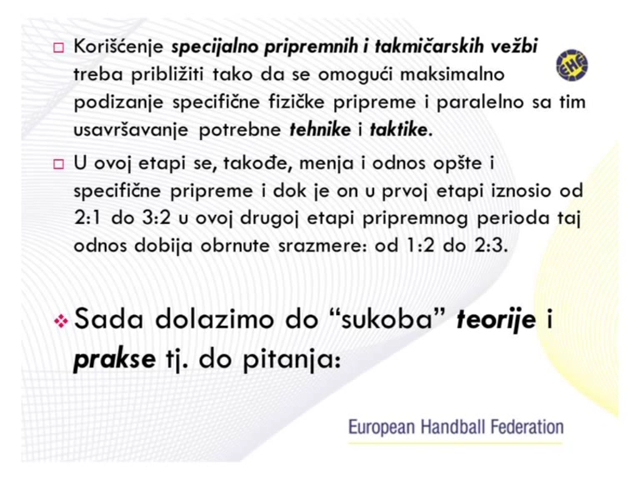 Korišćenje specijalno pripremnih i takmičarskih vežbi
treba približiti tako da se omogući maksimalno
podizanje specifične fizičke pripreme i paralelno sa tim
usavršavanje potrebne tehnike i taktike.
U ovoj etapi se, takođe, menja i odnos opšte i
specifične pripreme i dok je on u prvoj etapi iznosio od
2:1 do 3:2 u ovoj drugoj etapi pripremnog perioda taj
odnos dobija obrnute srazmere: od 1:2 do 2:3.
Sada dolazimo do “sukoba” teorije i
prakse tj. do pitanja:
European Handball Federation
EHF